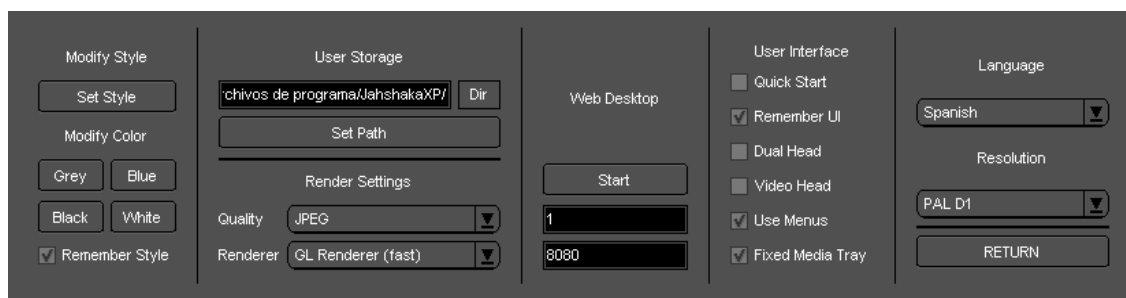 Modify Style
Set Style
Modify Color
Grey Blue
Black White
Remember Style
User Storage
chivos de programa/JahshakaXP/ Dir
Set Path
Render Settings
Quality JPEG
Renderer GL Renderer (fast)
Web Desktop
Start
1
8080
User Interface
Quick Start
Remember UI
Dual Head
Video Head
Use Menus
Fixed Media Tray
Language
Spanish
Resolution
PAL D1
RETURN